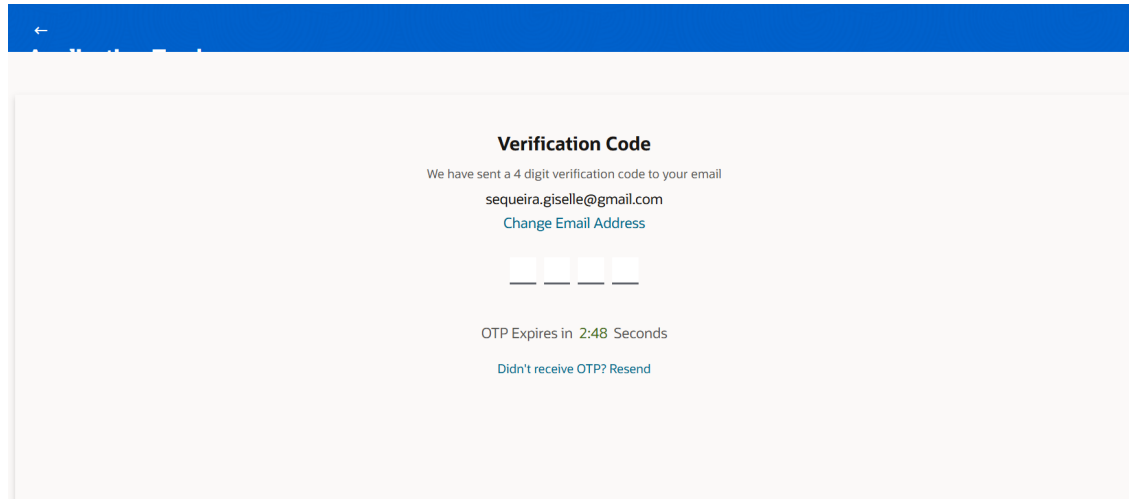 ←
Verification Code
We have sent a 4 digit verification code to your email
sequeira.giselle@gmail.com
Change Email Address
OTP Expires in 2:48 Seconds
Didn't receive OTP? Resend